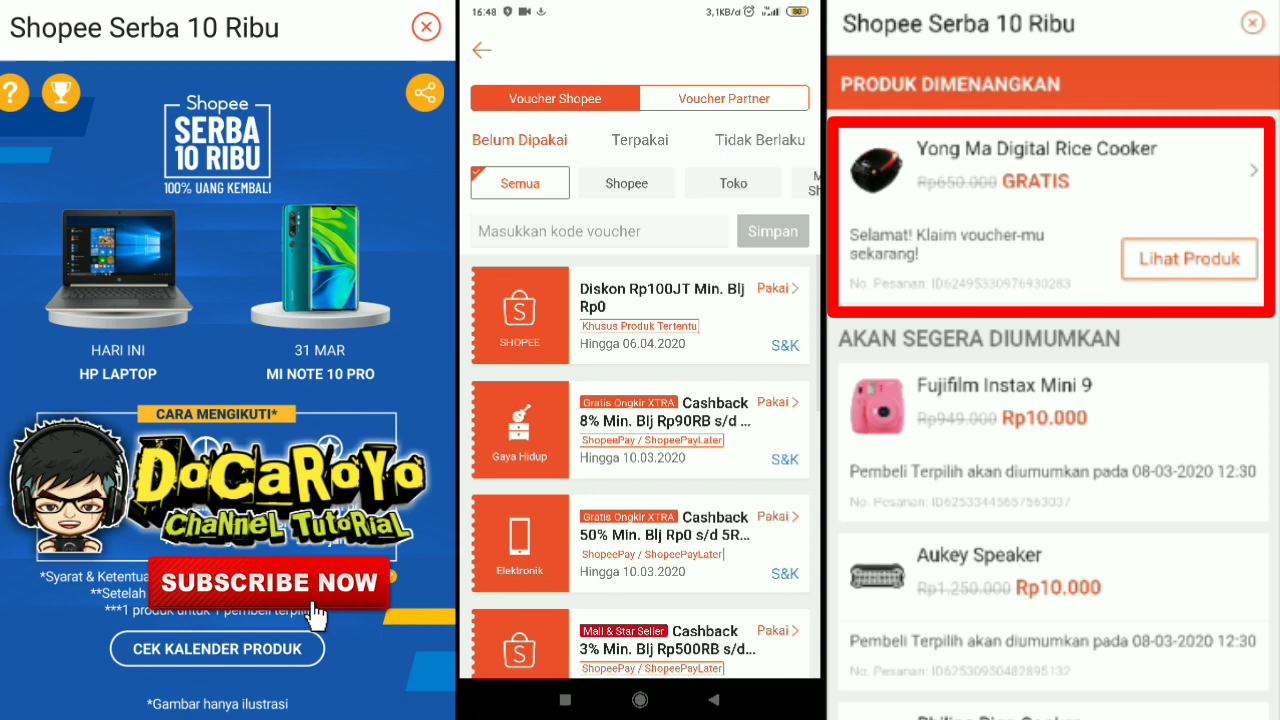 Shopee Serba 10 Ribu
?
Shopee
SERBA
10 RIBU
100% UANG KEMBALI
HARI INI
HP LAPTOP
31 MAR
MI NOTE 10 PRO
CARA MENGIKUTI*
DoCaRoYo
ChanneL TutoriaL
*Syarat & Ketentua
**Setelah
SUBSCRIBE NOW
***1 produk untuk 1 pembeli terpili
CEK KALENDER PRODUK
*Gambar hanya ilustrasi
16:48
3,1KB/d
80
Voucher Shopee
Voucher Partner
Belum Dipakai
Terpakai
Tidak Berlaku
Semua
Shopee
Toko
M
Sh
Masukkan kode voucher
Simpan
SHOPEE
Diskon Rp100JT Min. Blj
Rp0
Pakai
Khusus Produk Tertentu
Hingga 06.04.2020
S&K
Gaya Hidup
Gratis Ongkir XTRA Cashback
8% Min. Blj Rp90RB s/d ...
Pakai
ShopeePay / ShopeePayLater
Hingga 10.03.2020
S&K
Elektronik
Gratis Ongkir XTRA Cashback
50% Min. Blj Rp0 s/d 5R...
Pakai
ShopeePay / ShopeePayLater
Hingga 10.03.2020
S&K
Mall & Star Seller Cashback
3% Min. Blj Rp500RB s/d...
Pakai
ShopeePay / ShopeePayLater
Shopee Serba 10 Ribu
PRODUK DIMENANGKAN
Yong Ma Digital Rice Cooker
Rp650.000 GRATIS
Selamat! Klaim voucher-mu
sekarang!
Lihat Produk
No. Pesanan: ID62495330976930283
AKAN SEGERA DIUMUMKAN
Fujifilm Instax Mini 9
Rp949.000 Rp10.000
Pembeli Terpilih akan diumumkan pada 08-03-2020 12:30
No. Pesanan: ID62533445657563037
Aukey Speaker
Rp1.250.000 Rp10.000
Pembeli Terpilih akan diumumkan pada 08-03-2020 12:30
No. Pesanan: ID62530950482895132